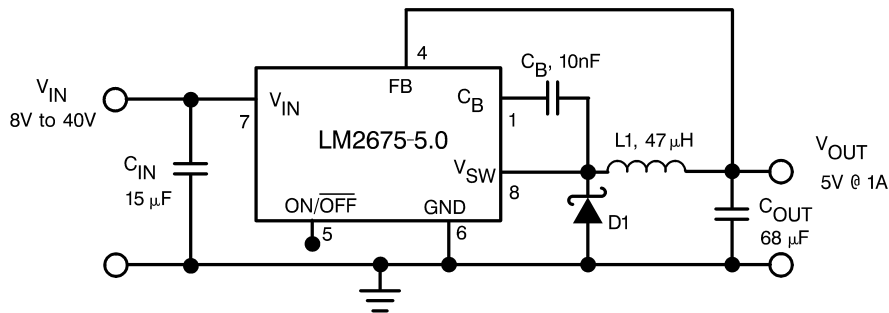 V_IN
8V to 40V
C_IN
15 μF
7
V_IN
4
FB
LM2675-5.0
C_B
1
V_SW
8
ON/OFF
5
GND
6
C_B, 10nF
L1, 47 μH
D1
V_OUT
5V @ 1A
C_OUT
68 μF